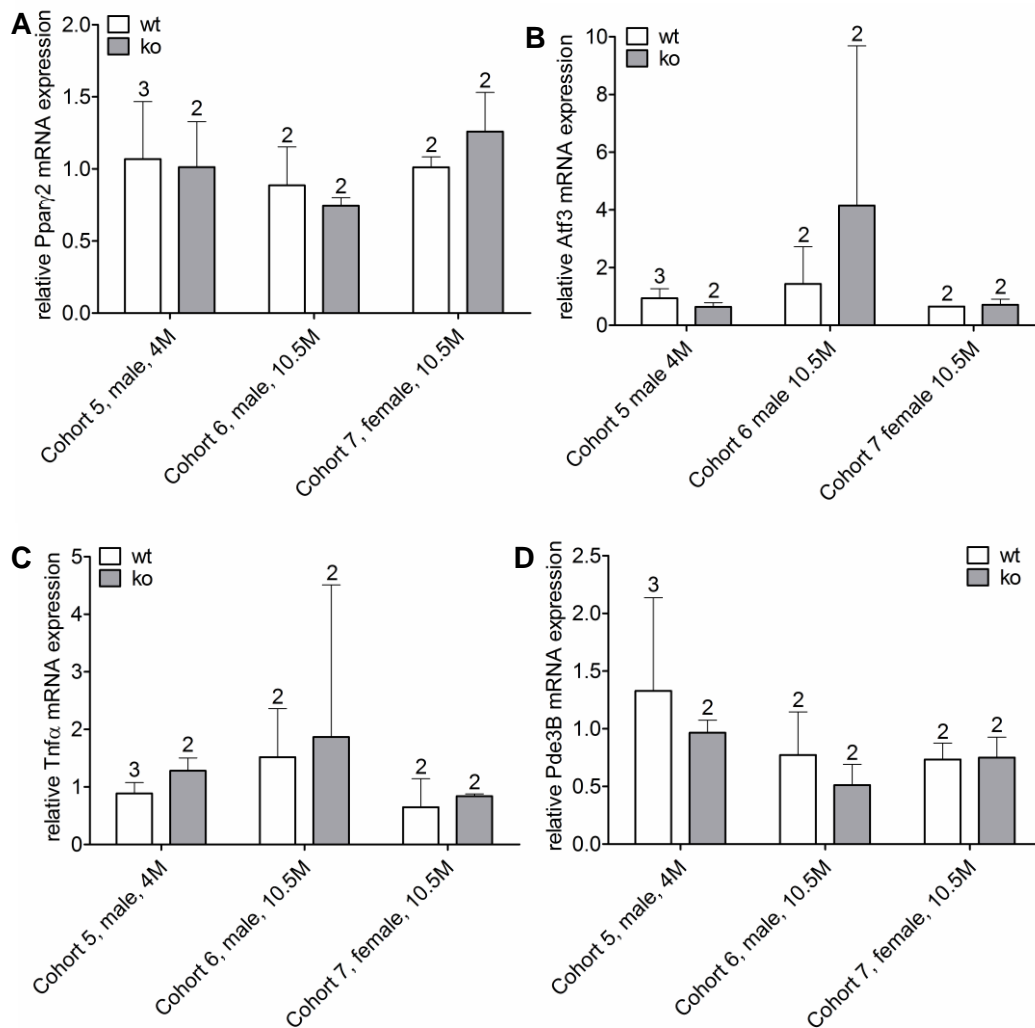 A
relative Pparγ2 mRNA expression
2.0
1.5
1.0
0.5
0.0
wt
ko
3
2
2
2
2
2
Cohort 5, male, 4M
Cohort 6, male, 10.5M
Cohort 7, female, 10.5M
B
relative Atf3 mRNA expression
10
8
6
4
2
0
wt
ko
3
2
2
2
2
2
Cohort 5 male 4M
Cohort 6 male 10.5M
Cohort 7 female 10.5M
C
relative Tnfα mRNA expression
5
4
3
2
1
0
wt
ko
3
2
2
2
2
2
Cohort 5, male, 4M
Cohort 6, male, 10.5M
Cohort 7, female, 10.5M
D
relative Pde3B mRNA expression
2.5
2.0
1.5
1.0
0.5
0.0
wt
ko
3
2
2
2
2
2
Cohort 5, male, 4M
Cohort 6, male, 10.5M
Cohort 7, female, 10.5M